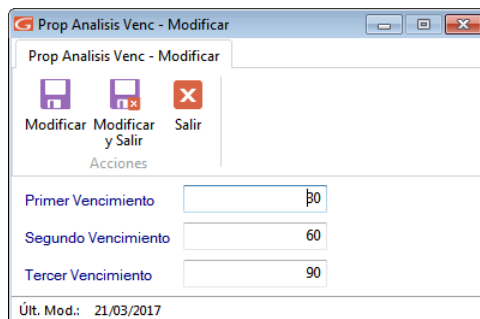 Prop Analisis Venc - Modificar
Prop Analisis Venc - Modificar
Modificar Modificar y Salir Salir
Acciones
Primer Vencimiento 30
Segundo Vencimiento 60
Tercer Vencimiento 90
Últ. Mod.: 21/03/2017